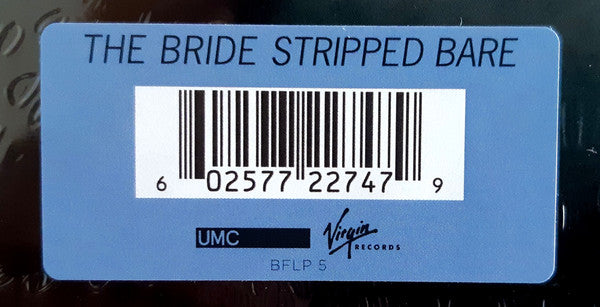 THE BRIDE STRIPPED BARE
6 02577 22747 9
UMC
Virgin
RECORDS
BFLP 5